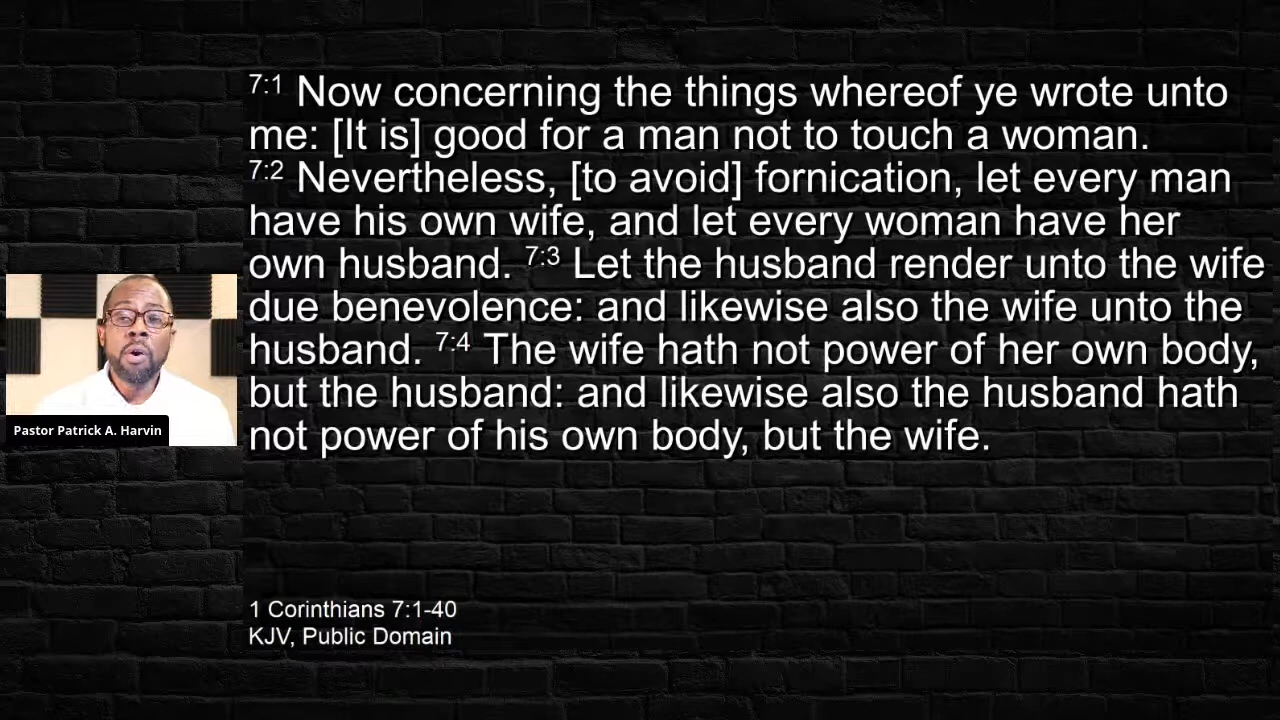 7:1 Now concerning the things whereof ye wrote unto
me: [It is] good for a man not to touch a woman.
7:2 Nevertheless, [to avoid] fornication, let every man
have his own wife, and let every woman have her
own husband. 7:3 Let the husband render unto the wife
due benevolence: and likewise also the wife unto the
husband. 7:4 The wife hath not power of her own body,
but the husband: and likewise also the husband hath
not power of his own body, but the wife.
Pastor Patrick A. Harvin
1 Corinthians 7:1-40
KJV, Public Domain